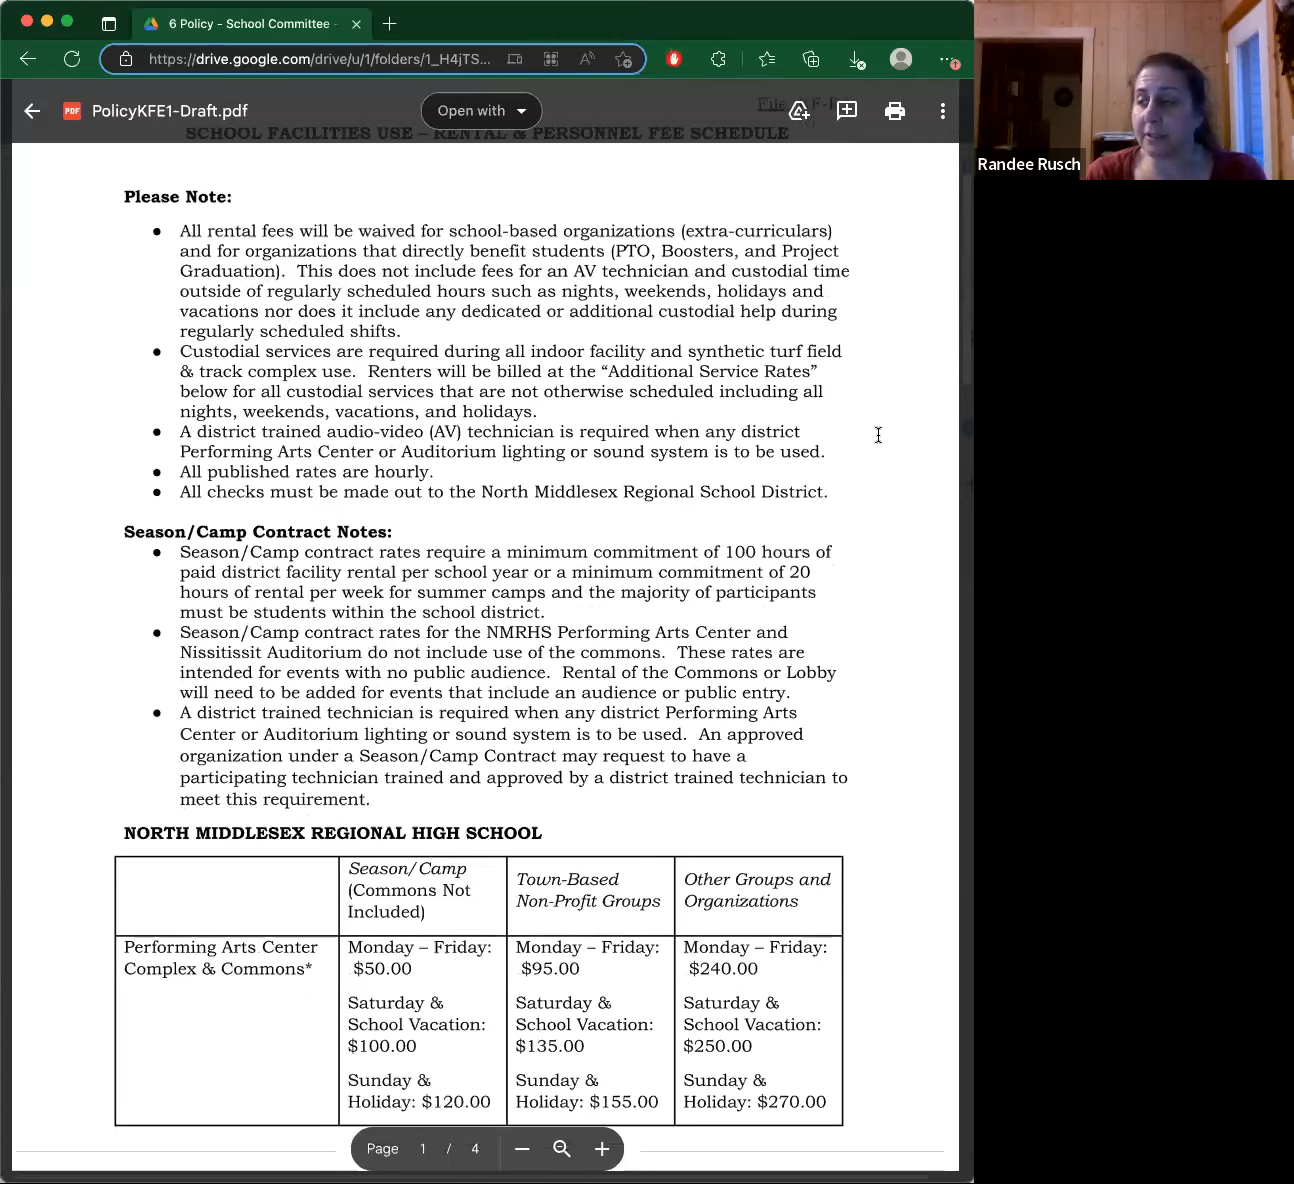 6 Policy - School Committee -
https://drive.google.com/drive/u/1/folders/1_H4jTS...
PolicyKFE1-Draft.pdf
Open with
SCHOOL FACILITIES USE – RENTAL & PERSONNEL FEE SCHEDULE
Randee Rusch
Please Note:
● All rental fees will be waived for school-based organizations (extra-curriculars)
and for organizations that directly benefit students (PTO, Boosters, and Project
Graduation). This does not include fees for an AV technician and custodial time
outside of regularly scheduled hours such as nights, weekends, holidays and
vacations nor does it include any dedicated or additional custodial help during
regularly scheduled shifts.
● Custodial services are required during all indoor facility and synthetic turf field
& track complex use. Renters will be billed at the “Additional Service Rates”
below for all custodial services that are not otherwise scheduled including all
nights, weekends, vacations, and holidays.
● A district trained audio-video (AV) technician is required when any district
Performing Arts Center or Auditorium lighting or sound system is to be used.
● All published rates are hourly.
● All checks must be made out to the North Middlesex Regional School District.
Season/Camp Contract Notes:
● Season/Camp contract rates require a minimum commitment of 100 hours of
paid district facility rental per school year or a minimum commitment of 20
hours of rental per week for summer camps and the majority of participants
must be students within the school district.
● Season/Camp contract rates for the NMRHS Performing Arts Center and
Nissitissit Auditorium do not include use of the commons. These rates are
intended for events with no public audience. Rental of the Commons or Lobby
will need to be added for events that include an audience or public entry.
● A district trained technician is required when any district Performing Arts
Center or Auditorium lighting or sound system is to be used. An approved
organization under a Season/Camp Contract may request to have a
participating technician trained and approved by a district trained technician to
meet this requirement.
NORTH MIDDLESEX REGIONAL HIGH SCHOOL
Season/Camp
(Commons Not
Included)
Town-Based
Non-Profit Groups
Other Groups and
Organizations
Performing Arts Center
Complex & Commons*
Monday – Friday:
$50.00
Saturday &
School Vacation:
$100.00
Sunday &
Holiday: $120.00
Monday – Friday:
$95.00
Saturday &
School Vacation:
$135.00
Sunday &
Holiday: $155.00
Monday – Friday:
$240.00
Saturday &
School Vacation:
$250.00
Sunday &
Holiday: $270.00
Page 1 / 4